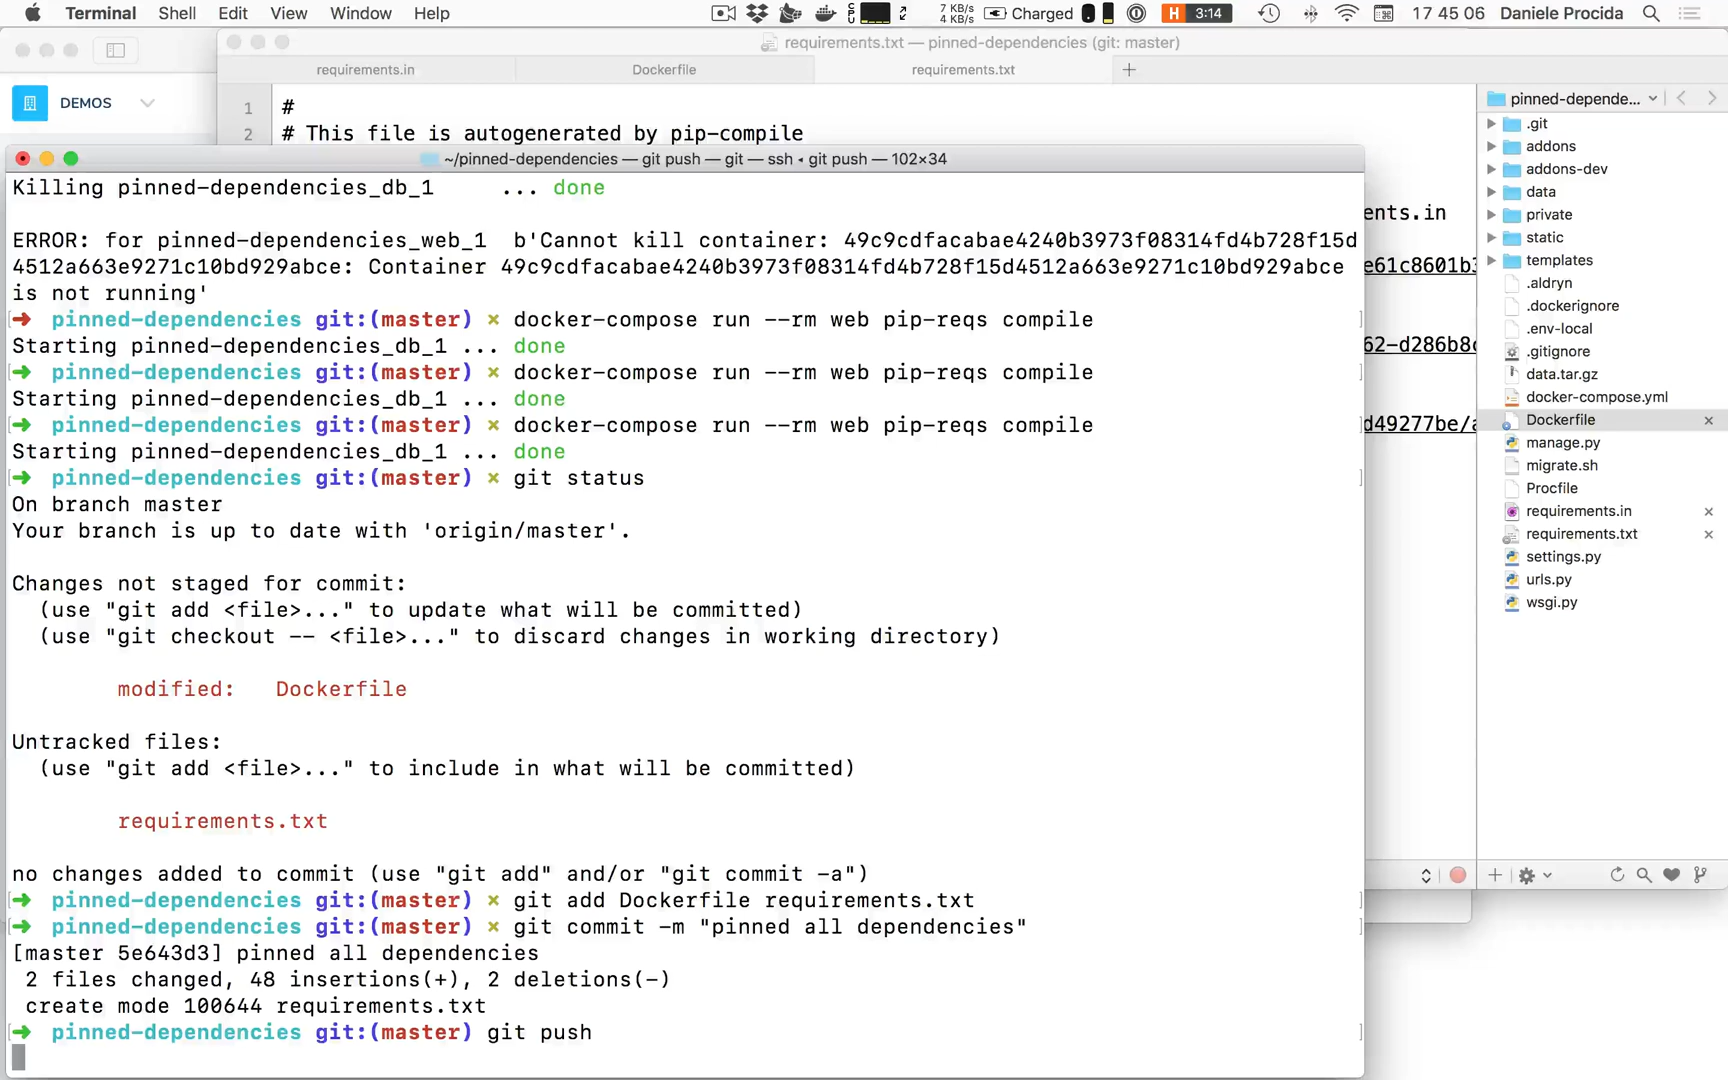 Terminal Shell Edit View Window Help CPU 7 KB/s 4 KB/s Charged H 3:14 17 45 06 Daniele Procida
requirements.txt — pinned-dependencies (git: master)
requirements.in Dockerfile requirements.txt +
DEMOS
1 #
2 # This file is autogenerated by pip-compile
~/pinned-dependencies — git push — git — ssh ◂ git push — 102×34
Killing pinned-dependencies_db_1 ... done
ERROR: for pinned-dependencies_web_1 b'Cannot kill container: 49c9cdfacabae4240b3973f08314fd4b728f15d
4512a663e9271c10bd929abce: Container 49c9cdfacabae4240b3973f08314fd4b728f15d4512a663e9271c10bd929abce
is not running'
➜ pinned-dependencies git:(master) × docker-compose run --rm web pip-reqs compile
Starting pinned-dependencies_db_1 ... done
➜ pinned-dependencies git:(master) × docker-compose run --rm web pip-reqs compile
Starting pinned-dependencies_db_1 ... done
➜ pinned-dependencies git:(master) × docker-compose run --rm web pip-reqs compile
Starting pinned-dependencies_db_1 ... done
➜ pinned-dependencies git:(master) × git status
On branch master
Your branch is up to date with 'origin/master'.
Changes not staged for commit:
(use "git add <file>..." to update what will be committed)
(use "git checkout -- <file>..." to discard changes in working directory)
modified: Dockerfile
Untracked files:
(use "git add <file>..." to include in what will be committed)
requirements.txt
no changes added to commit (use "git add" and/or "git commit -a")
➜ pinned-dependencies git:(master) × git add Dockerfile requirements.txt
➜ pinned-dependencies git:(master) × git commit -m "pinned all dependencies"
[master 5e643d3] pinned all dependencies
2 files changed, 48 insertions(+), 2 deletions(-)
create mode 100644 requirements.txt
➜ pinned-dependencies git:(master) git push
ents.in
e61c8601b3
62-d286b8
d49277be/a
pinned-depende...
.git
addons
addons-dev
data
private
static
templates
.aldryn
.dockerignore
.env-local
.gitignore
data.tar.gz
docker-compose.yml
Dockerfile
manage.py
migrate.sh
Procfile
requirements.in
requirements.txt
settings.py
urls.py
wsgi.py